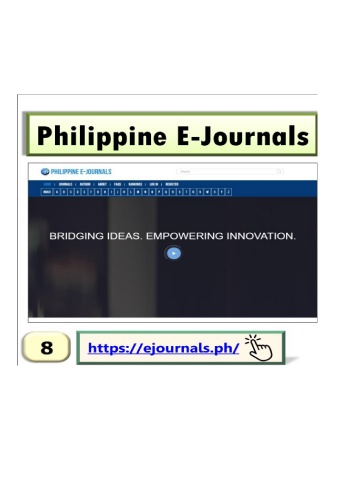 Philippine E-Journals
PHILIPPINE E-JOURNALS
Search
HOME | JOURNALS | AUTHOR | ABOUT | FAQS | RANKINGS | LOG IN | REGISTER
BRIDGING IDEAS. EMPOWERING INNOVATION.
8
https://ejournals.ph/